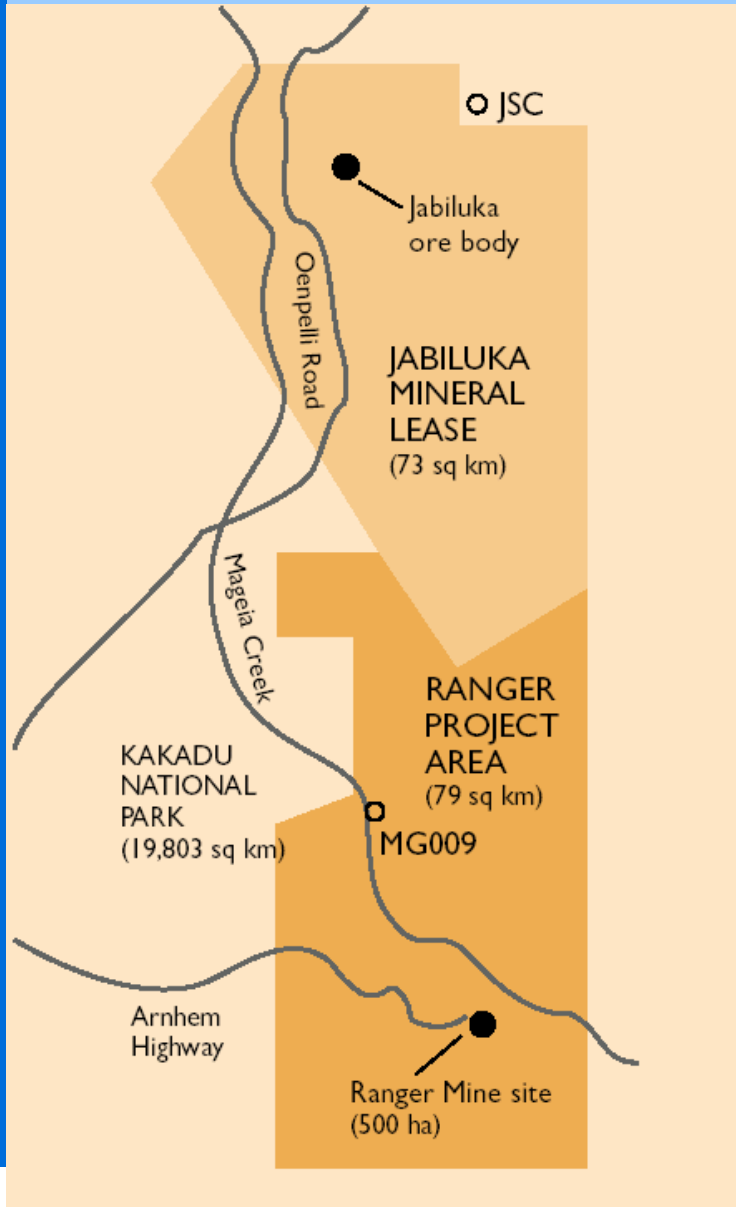 JSC
Jabiluka
ore body
Oenpelli Road
JABILUKA
MINERAL
LEASE
(73 sq km)
Mageia Creek
RANGER
PROJECT
AREA
(79 sq km)
KAKADU
NATIONAL
PARK
(19,803 sq km)
MG009
Arnhem
Highway
Ranger Mine site
(500 ha)